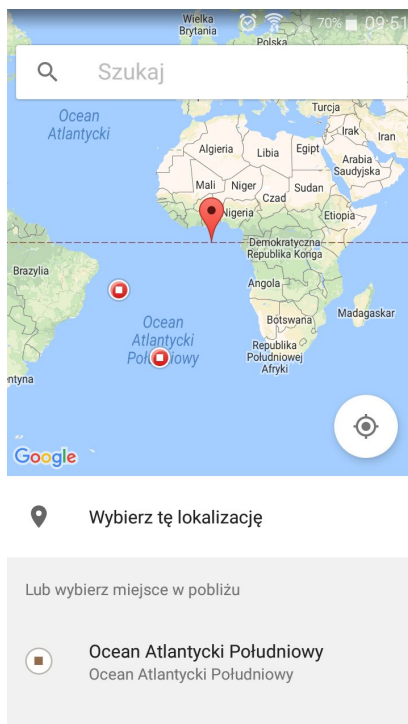 Wielka
Brytania
70%
09:51
Polska
Szukaj
Ocean
Atlantycki
Turcja
Algieria
Libia
Egipt
Irak
Iran
Arabia
Saudyjska
Mali
Niger
Czad
Sudan
Nigeria
Etiopia
Demokratyczna
Republika Konga
Brazylia
Angola
Ocean
Atlantycki
Południowy
Botswana
Madagaskar
Republika
Południowej
Afryki
entyna
Google
Wybierz tę lokalizację
Lub wybierz miejsce w pobliżu
Ocean Atlantycki Południowy
Ocean Atlantycki Południowy